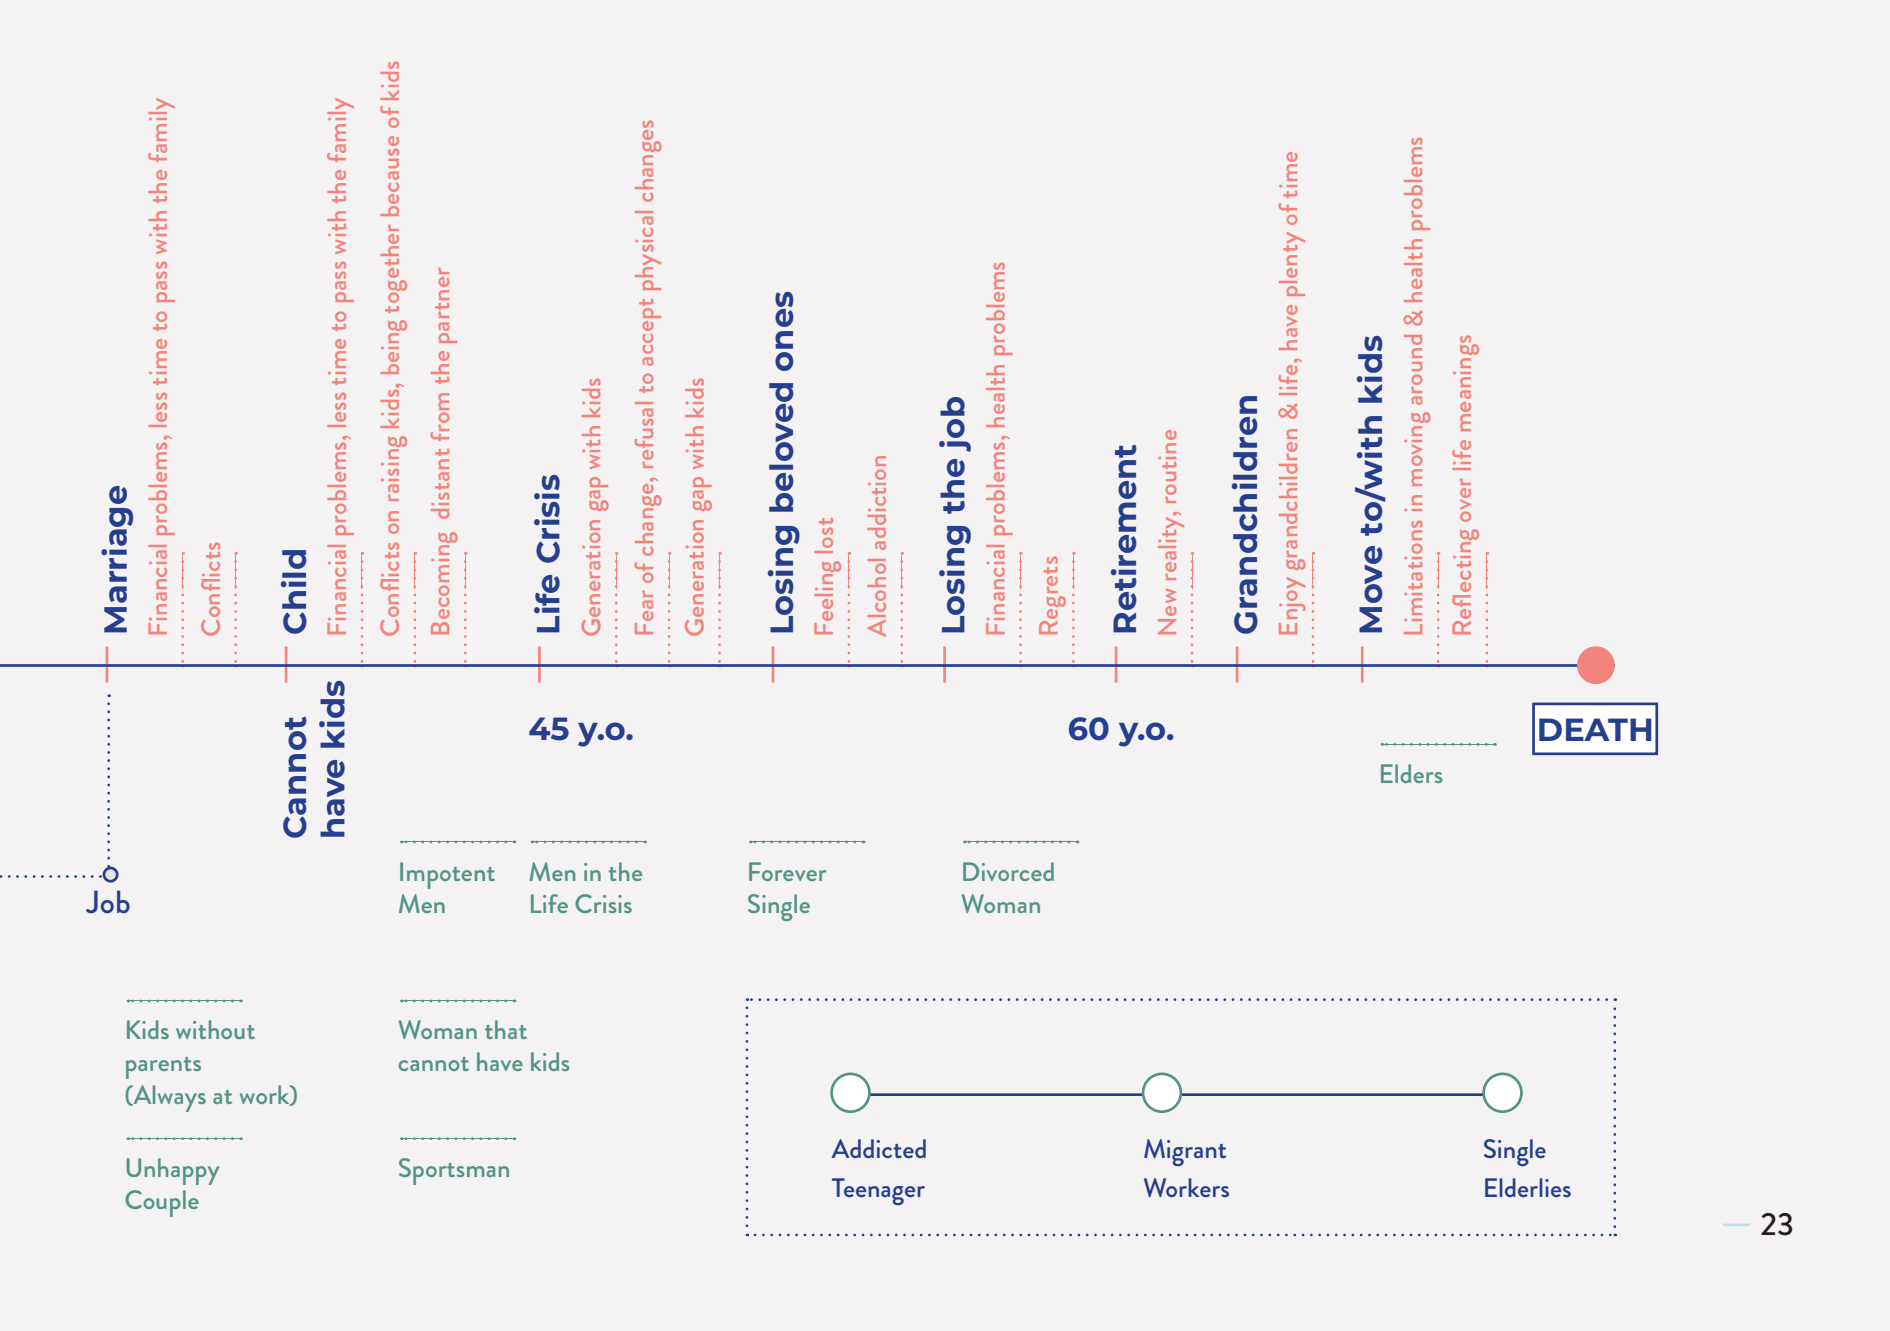 Marriage
Financial problems, less time to pass with the family
Conflicts
Child
Financial problems, less time to pass with the family
Conflicts on raising kids, being together because of kids
Becoming distant from the partner
Life Crisis
Generation gap with kids
Fear of change, refusal to accept physical changes
Generation gap with kids
Losing beloved ones
Feeling lost
Alcohol addiction
Losing the job
Financial problems, health problems
Regrets
Retirement
New reality, routine
Grandchildren
Enjoy grandchildren & life, have plenty of time
Move to/with kids
Limitations in moving around & health problems
Reflecting over life meanings
Cannot
have kids
45 y.o.
60 y.o.
DEATH
Elders
Job
Impotent
Men
Men in the
Life Crisis
Forever
Single
Divorced
Woman
Kids without
parents
(Always at work)
Woman that
cannot have kids
Unhappy
Couple
Sportsman
Addicted
Teenager
Migrant
Workers
Single
Elderlies
23